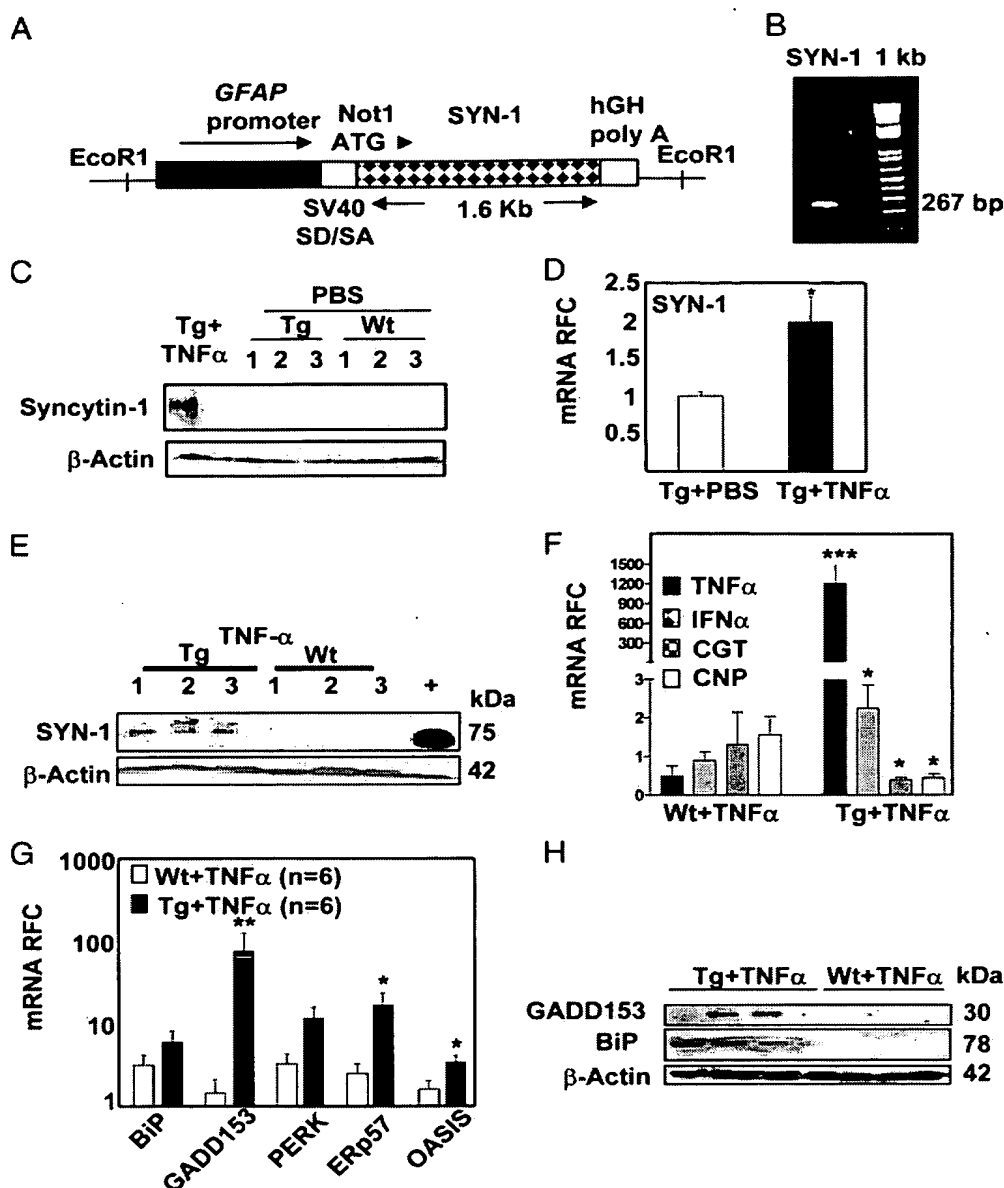 A
GFAP
promoter
Not1
ATG
SYN-1
hGH
poly A
EcoR1
EcoR1
SV40
SD/SA
1.6 Kb
B
SYN-1 1 kb
267 bp
C
PBS
Tg+
TNFα
Tg Wt
1 2 3 1 2 3
Syncytin-1
β-Actin
D
mRNA RFC
2.5
2
1.5
1
0.5
SYN-1
*
Tg+PBS Tg+TNFα
E
TNF-α
Tg Wt
1 2 3 1 2 3 + kDa
SYN-1 75
β-Actin 42
F
mRNA RFC
1500
1200
900
600
300
3
2
1
0
TNFα
IFNα
CGT
CNP
***
*
* *
Wt+TNFα Tg+TNFα
G
mRNA RFC
1000
100
10
1
Wt+TNFα (n=6)
Tg+TNFα (n=6)
**
*
*
BiP
GADD153
PERK
ERp57
OASIS
H
Tg+TNFα Wt+TNFα kDa
GADD153 30
BiP 78
β-Actin 42